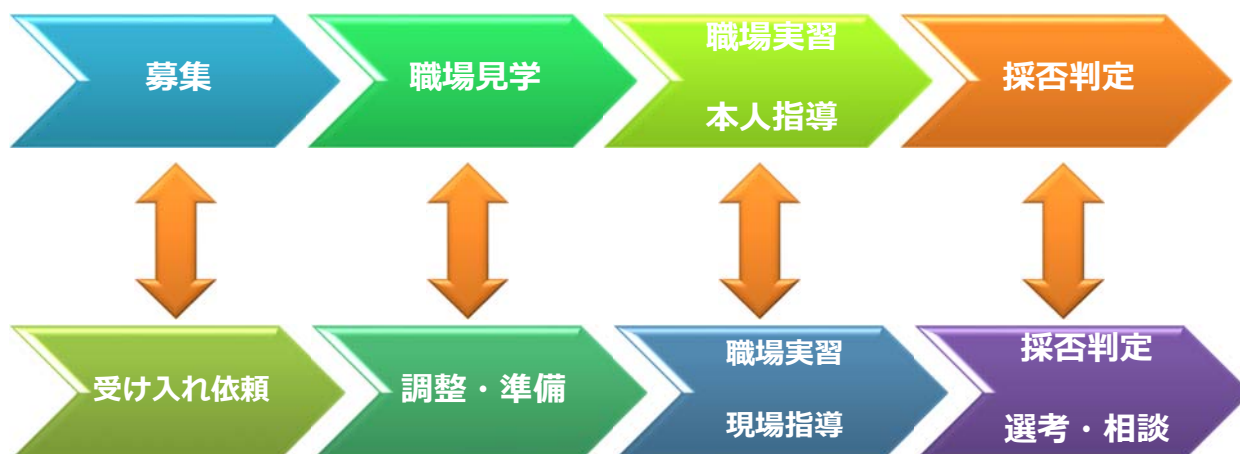 募集
職場見学
職場実習
本人指導
採否判定
受け入れ依頼
調整・準備
職場実習
現場指導
採否判定
選考・相談